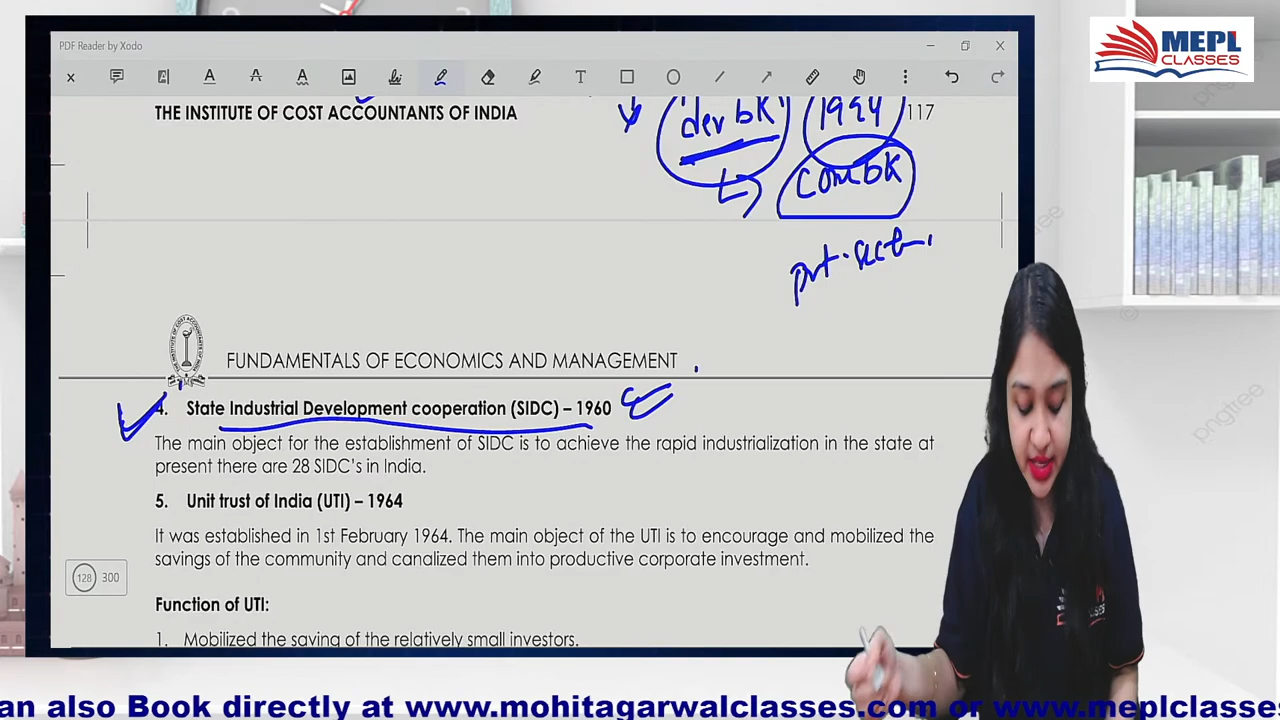 PDF Reader by Xodo
MEPL
CLASSES
THE INSTITUTE OF COST ACCOUNTANTS OF INDIA
117
dev bk
1994
com bk
pvt. sector
FUNDAMENTALS OF ECONOMICS AND MANAGEMENT
4. State Industrial Development cooperation (SIDC) – 1960
The main object for the establishment of SIDC is to achieve the rapid industrialization in the state at
present there are 28 SIDC's in India.
5. Unit trust of India (UTI) – 1964
It was established in 1st February 1964. The main object of the UTI is to encourage and mobilized the
savings of the community and canalized them into productive corporate investment.
128 300
Function of UTI:
1. Mobilized the saving of the relatively small investors.
an also Book directly at www.mohitagarwalclasses.com or www.meplclasses
pngtree
pngtree